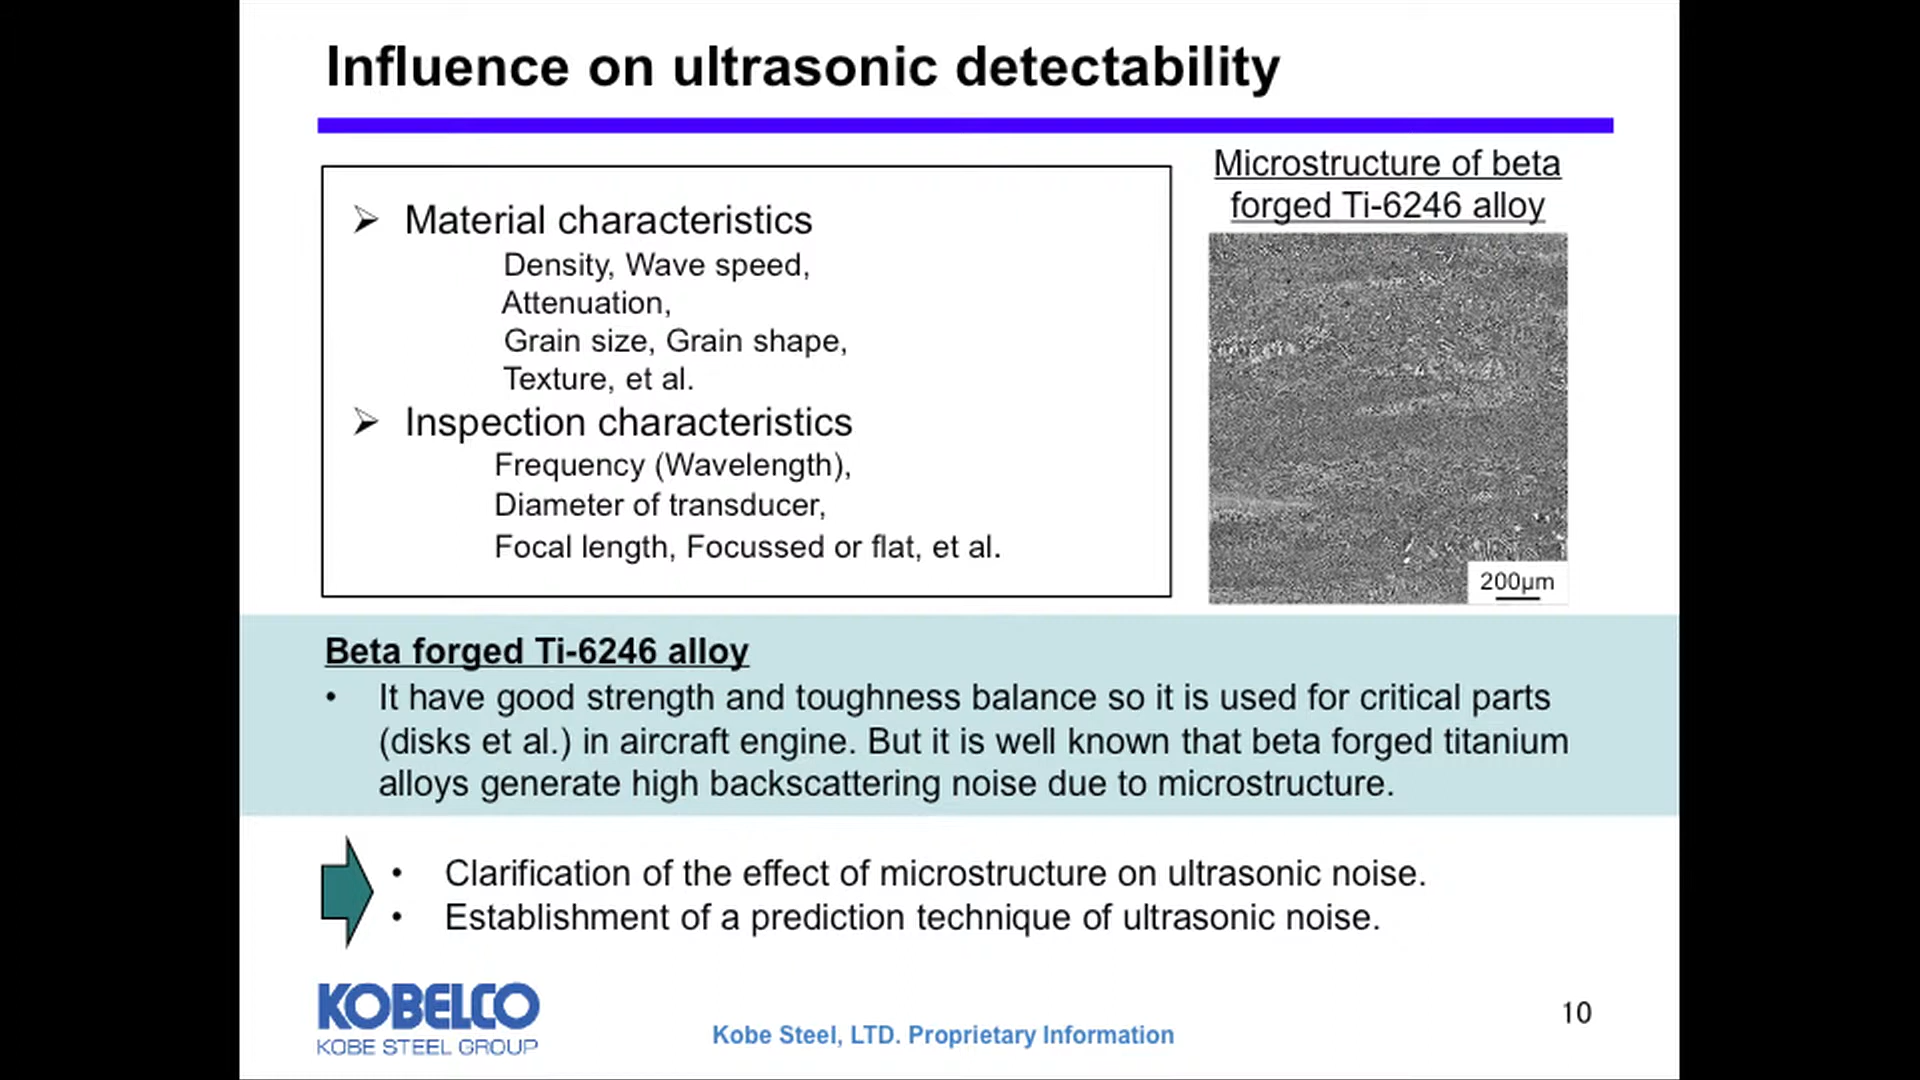 Influence on ultrasonic detectability
Material characteristics
Density, Wave speed,
Attenuation,
Grain size, Grain shape,
Texture, et al.
Inspection characteristics
Frequency (Wavelength),
Diameter of transducer,
Focal length, Focussed or flat, et al.
Microstructure of beta
forged Ti-6246 alloy
200µm
Beta forged Ti-6246 alloy
• It have good strength and toughness balance so it is used for critical parts
(disks et al.) in aircraft engine. But it is well known that beta forged titanium
alloys generate high backscattering noise due to microstructure.
• Clarification of the effect of microstructure on ultrasonic noise.
• Establishment of a prediction technique of ultrasonic noise.
KOBELCO
KOBE STEEL GROUP
Kobe Steel, LTD. Proprietary Information
10